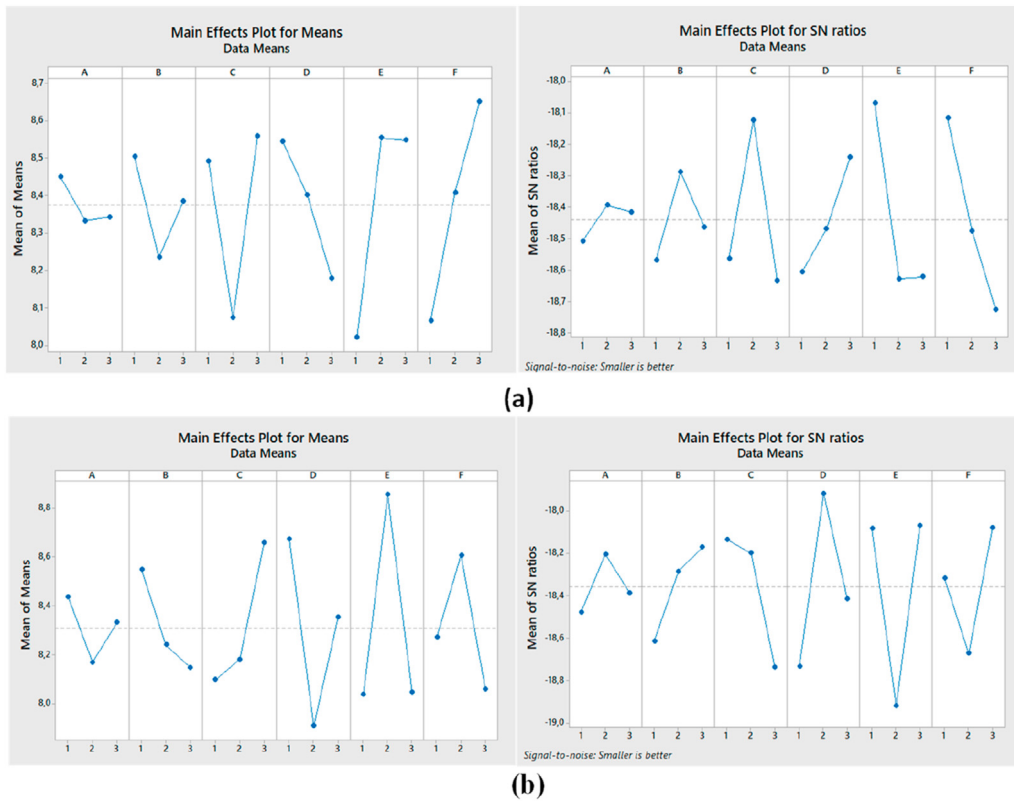 (a)
Main Effects Plot for Means
Data Means
A B C D E F
Mean of Means
8,7
8,6
8,5
8,4
8,3
8,2
8,1
8,0
1 2 3 1 2 3 1 2 3 1 2 3 1 2 3 1 2 3
Main Effects Plot for SN ratios
Data Means
A B C D E F
Mean of SN ratios
-18,0
-18,1
-18,2
-18,3
-18,4
-18,5
-18,6
-18,7
-18,8
1 2 3 1 2 3 1 2 3 1 2 3 1 2 3 1 2 3
Signal-to-noise: Smaller is better
(a)
Main Effects Plot for Means
Data Means
A B C D E F
Mean of Means
8,8
8,6
8,4
8,2
8,0
1 2 3 1 2 3 1 2 3 1 2 3 1 2 3 1 2 3
Main Effects Plot for SN ratios
Data Means
A B C D E F
Mean of SN ratios
-18,0
-18,2
-18,4
-18,6
-18,8
-19,0
1 2 3 1 2 3 1 2 3 1 2 3 1 2 3 1 2 3
Signal-to-noise: Smaller is better
(b)